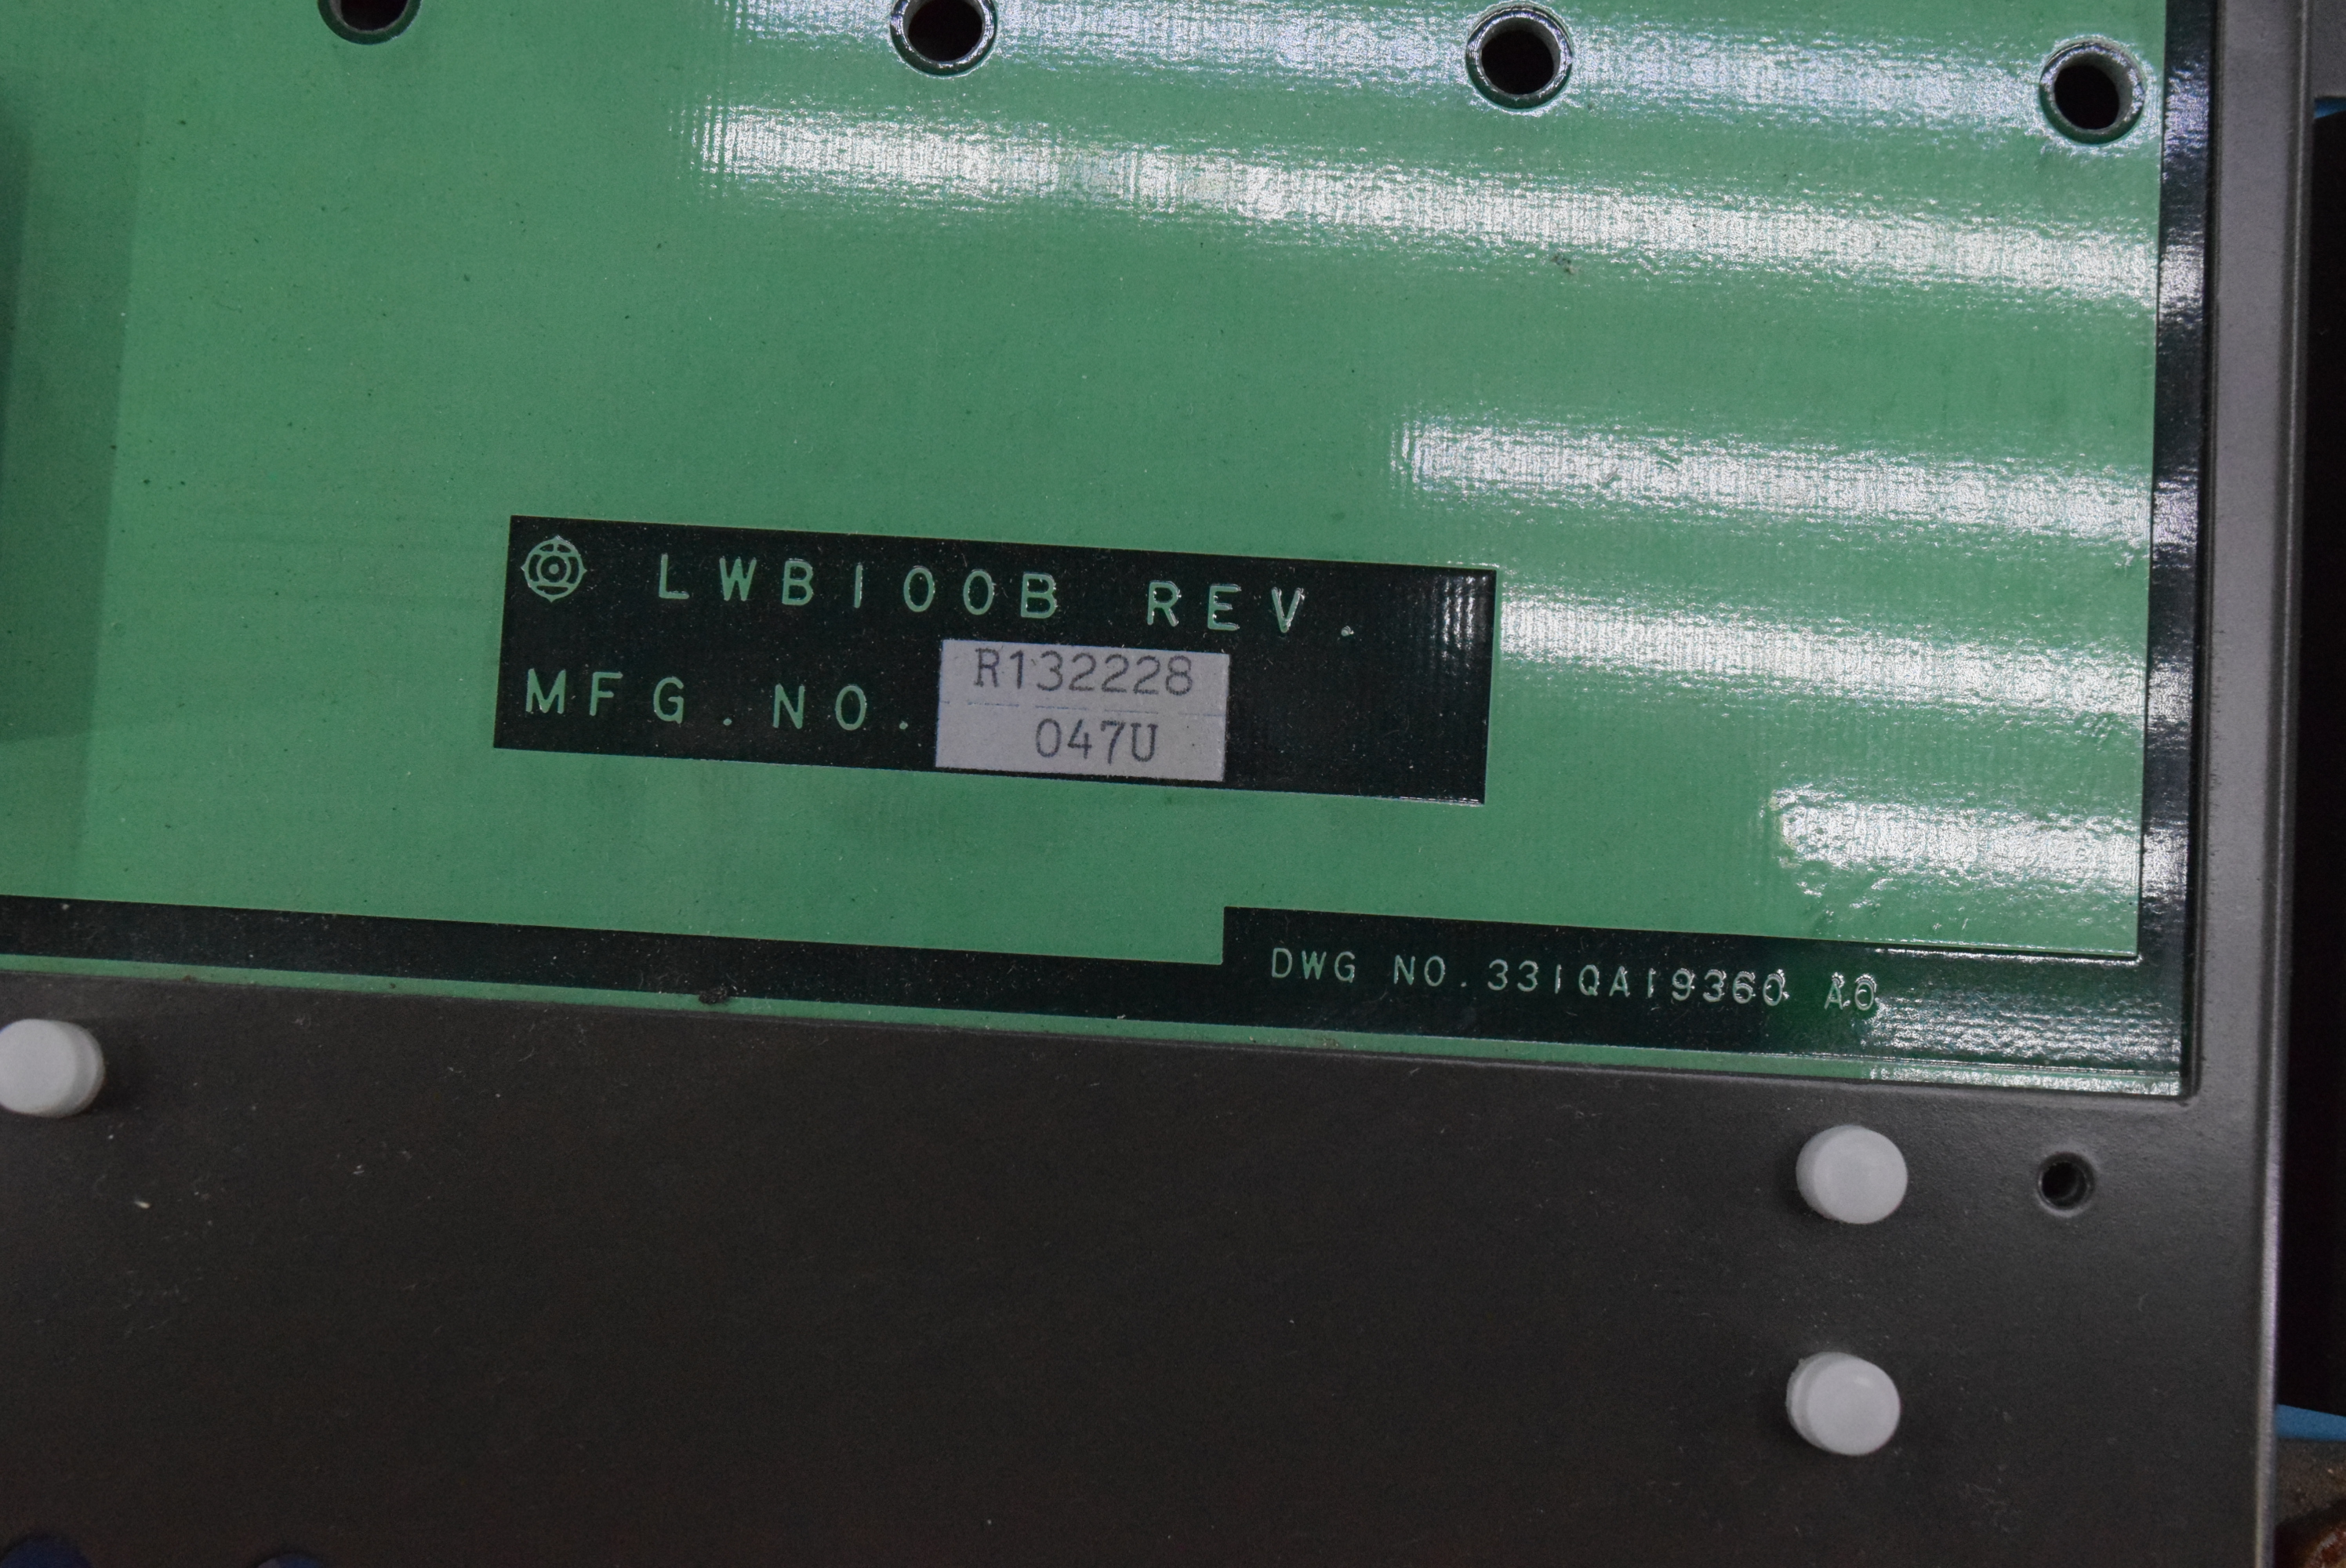 LWB100B REV.
MFG.NO. R132228
047U
DWG NO.331QA19360 A0